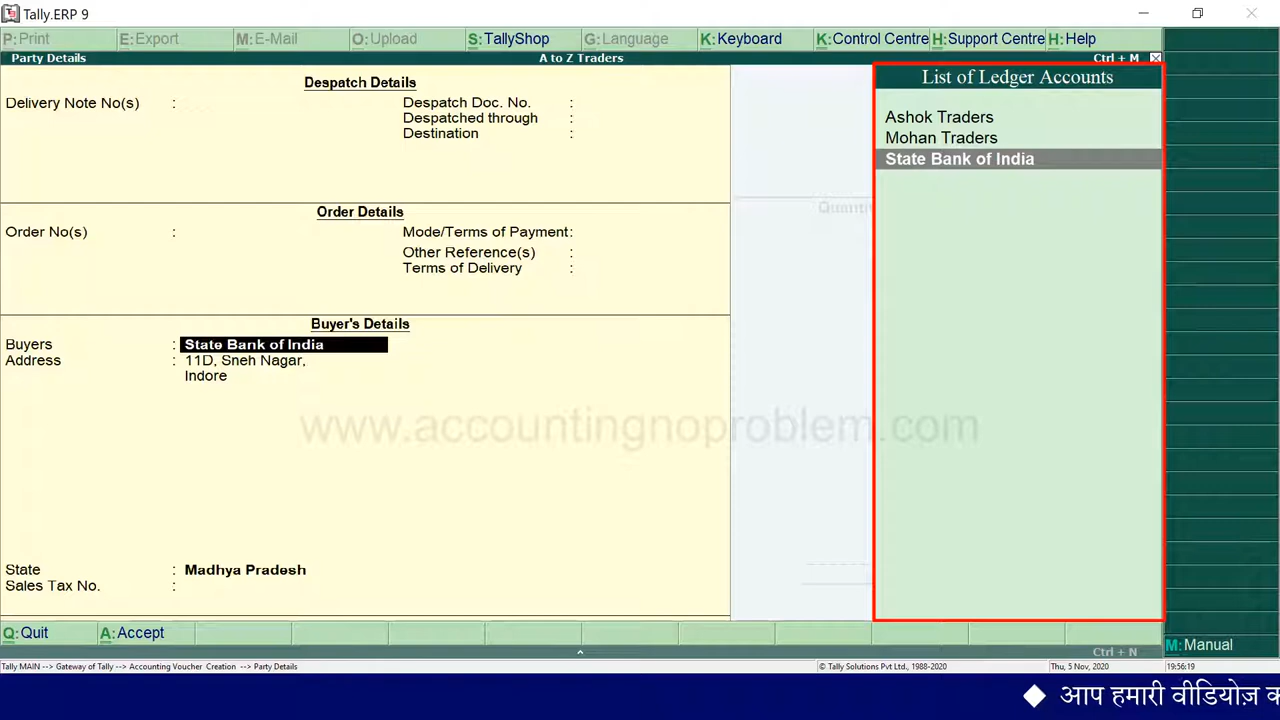 Tally.ERP 9
P:Print E:Export M:E-Mail O:Upload S:TallyShop G:Language K:Keyboard K:Control Centre H:Support Centre H:Help
Party Details A to Z Traders Ctrl + M
Despatch Details
Delivery Note No(s) :
Despatch Doc. No. :
Despatched through :
Destination :
Order Details
Order No(s) :
Mode/Terms of Payment:
Other Reference(s) :
Terms of Delivery :
Buyer's Details
Buyers : State Bank of India
Address : 11D, Sneh Nagar,
Indore
State : Madhya Pradesh
Sales Tax No. :
List of Ledger Accounts
Ashok Traders
Mohan Traders
State Bank of India
www.accountingnoproblem.com
Q:Quit A:Accept
M:Manual
Ctrl + N
Tally MAIN --> Gateway of Tally --> Accounting Voucher Creation --> Party Details © Tally Solutions Pvt Ltd., 1988-2020 Thu, 5 Nov, 2020 19:56:19
◆ आप हमारी वीडियोज़